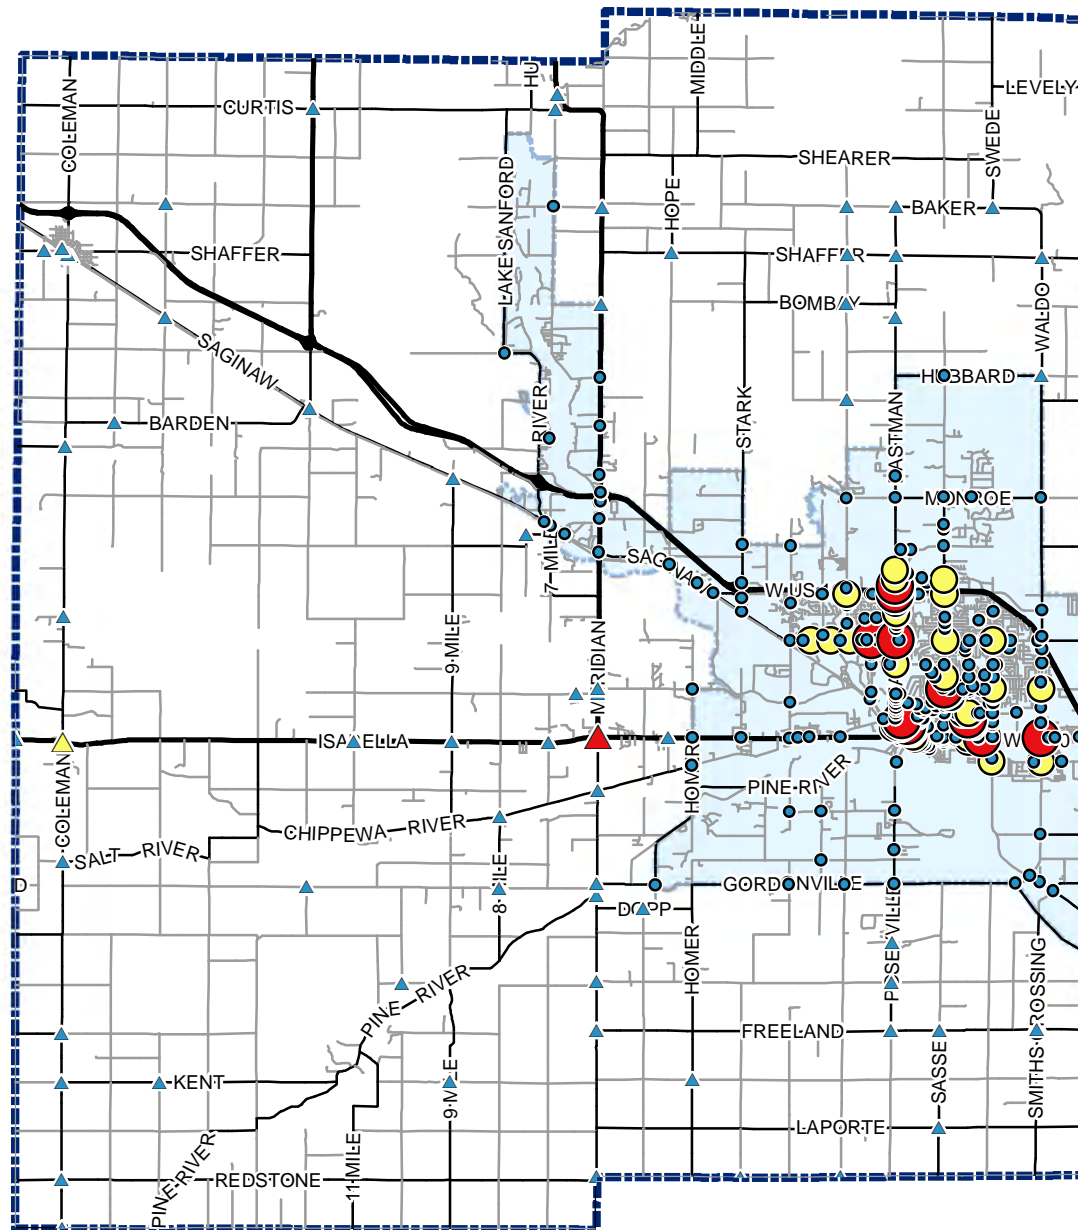 MIDDLE
HU
LEVELY
COLEMAN
CURTIS
SWEDE
SHEARER
LAKE SANFORD
HOPE
BAKER
SHAFFER
SHAFFER
BOMBAY
WALDO
SAGINAW
HUBBARD
RIVER
STARK
EASTMAN
BARDEN
MONROE
7 MILE
SAGINAW
W US
9 MILE
MERIDIAN
ISABELLA
W
HOMER
PINE RIVER
COLEMAN
CHIPPEWA RIVER
SALT RIVER
8 MILE
D
GORDONVILLE
DOPP
POSEYVILLE
HOMER
SMITHS CROSSING
PINE RIVER
FREELAND
SASSE
KENT
9 MILE
LAPORTE
11 MILE
PINE RIVER
REDSTONE